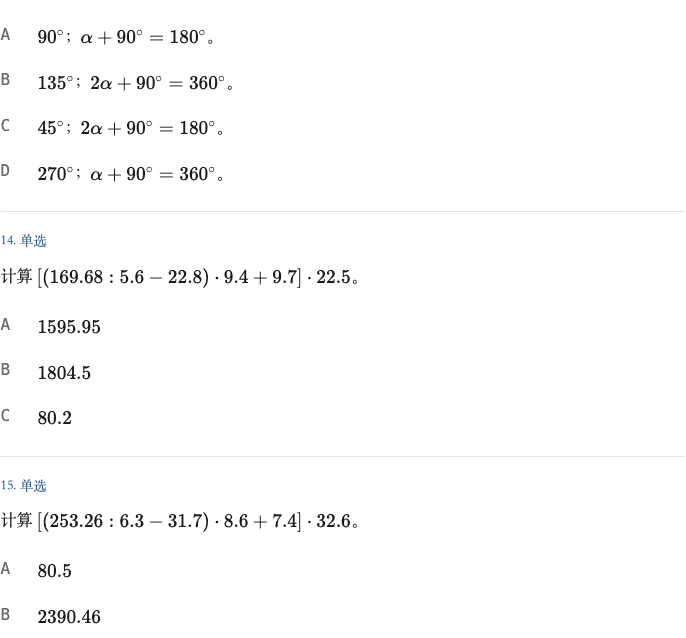 A 90°; α + 90° = 180°。
B 135°; 2α + 90° = 360°。
C 45°; 2α + 90° = 180°。
D 270°; α + 90° = 360°。
14. 单选
计算 [(169.68 : 5.6 − 22.8) · 9.4 + 9.7] · 22.5。
A 1595.95
B 1804.5
C 80.2
15. 单选
计算 [(253.26 : 6.3 − 31.7) · 8.6 + 7.4] · 32.6。
A 80.5
B 2390.46